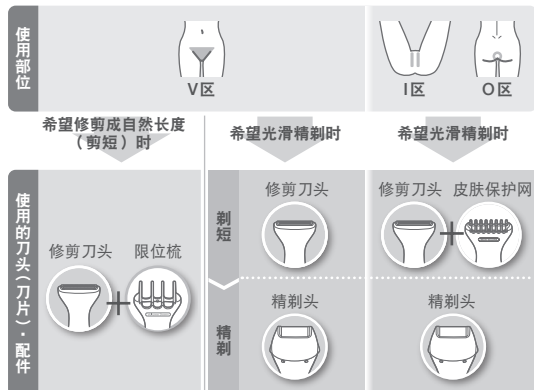 使用部位
V区
I区
O区
希望修剪成自然长度
（剪短）时
希望光滑精剃时
希望光滑精剃时
使用的刀头（刀片）·配件
修剪刀头
限位梳
剃短
修剪刀头
修剪刀头
皮肤保护网
精剃
精剃头
精剃头